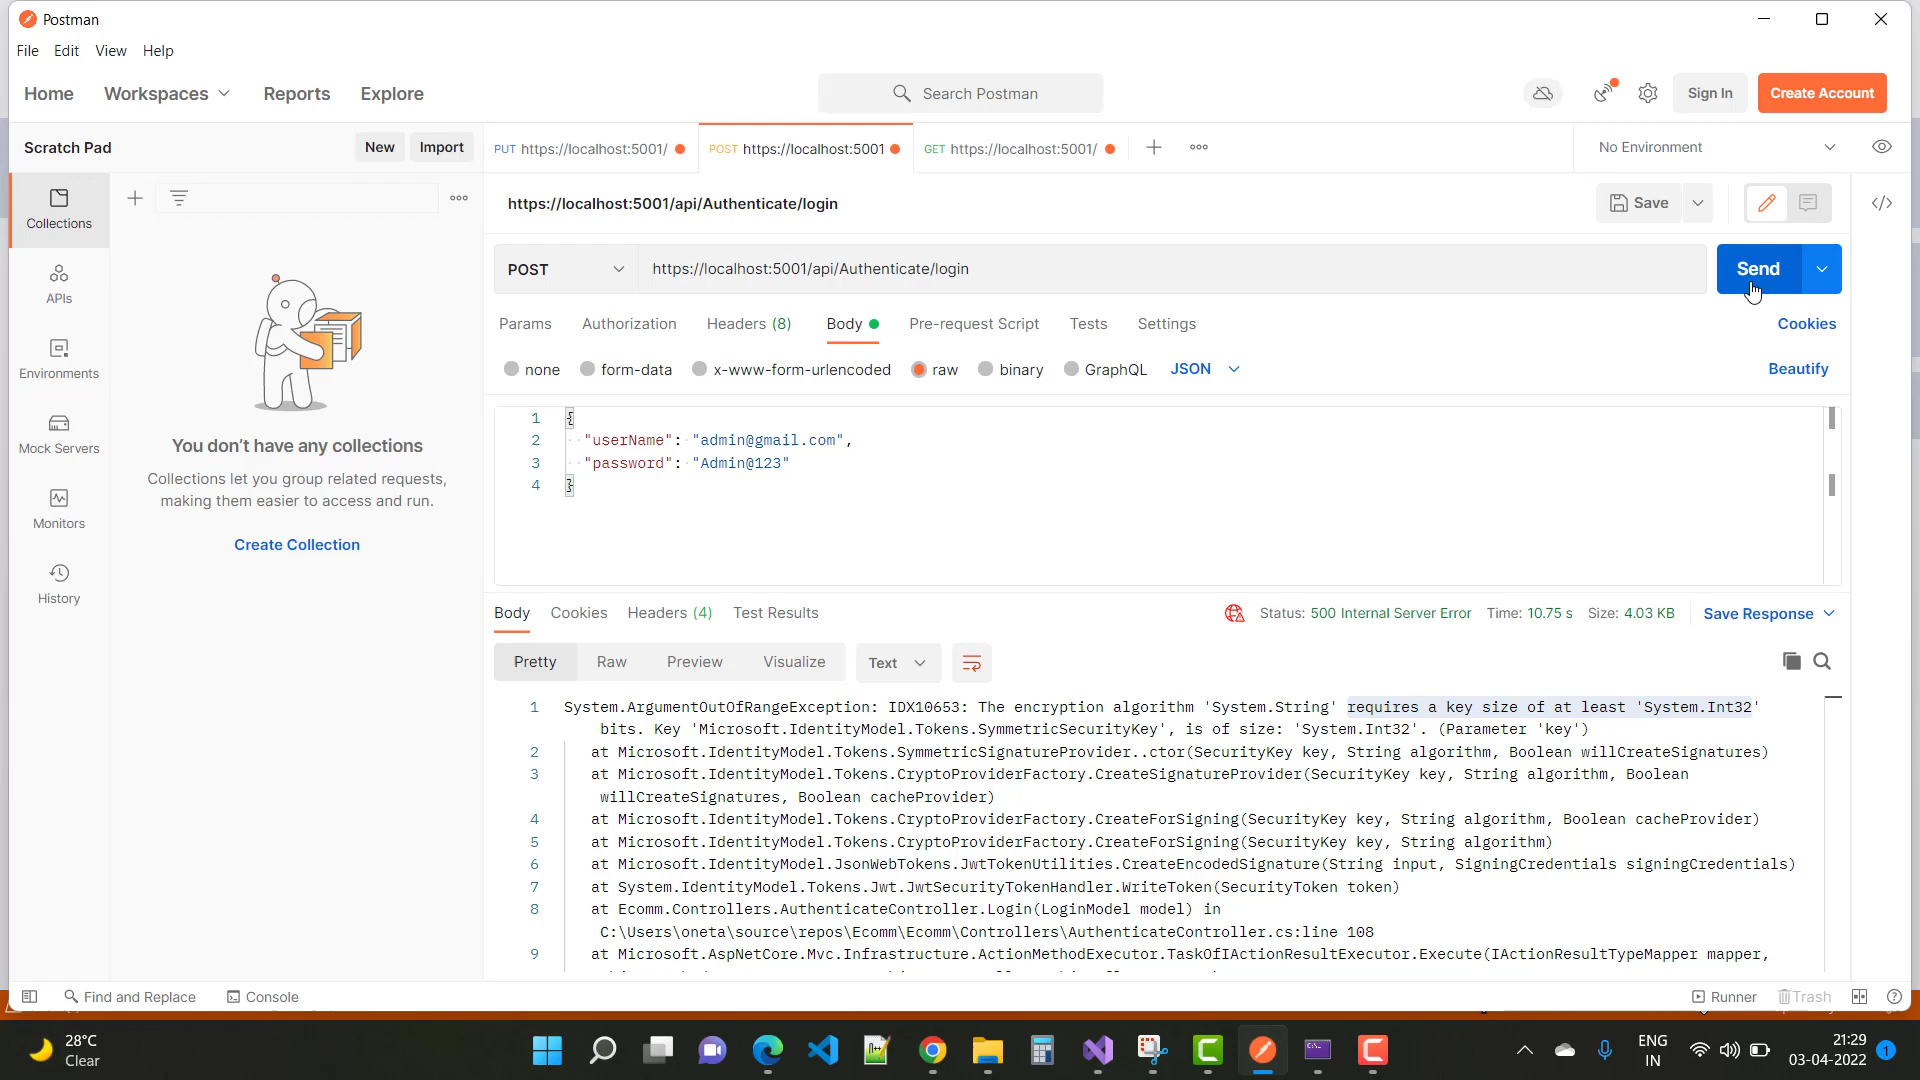 Postman
File Edit View Help
Home Workspaces Reports Explore
Search Postman
Sign In Create Account
Scratch Pad New Import
PUT https://localhost:5001/
POST https://localhost:5001
GET https://localhost:5001/
No Environment
Collections
APIs
Environments
Mock Servers
Monitors
History
You don’t have any collections
Collections let you group related requests,
making them easier to access and run.
Create Collection
https://localhost:5001/api/Authenticate/login
Save
POST https://localhost:5001/api/Authenticate/login
Send
Params Authorization Headers (8) Body Pre-request Script Tests Settings
Cookies
none form-data x-www-form-urlencoded raw binary GraphQL JSON
Beautify
1 {
2 "userName": "admin@gmail.com",
3 "password": "Admin@123"
4 }
Body Cookies Headers (4) Test Results
Status: 500 Internal Server Error Time: 10.75 s Size: 4.03 KB Save Response
Pretty Raw Preview Visualize Text
1 System.ArgumentOutOfRangeException: IDX10653: The encryption algorithm 'System.String' requires a key size of at least 'System.Int32'
bits. Key 'Microsoft.IdentityModel.Tokens.SymmetricSecurityKey', is of size: 'System.Int32'. (Parameter 'key')
2 at Microsoft.IdentityModel.Tokens.SymmetricSignatureProvider..ctor(SecurityKey key, String algorithm, Boolean willCreateSignatures)
3 at Microsoft.IdentityModel.Tokens.CryptoProviderFactory.CreateSignatureProvider(SecurityKey key, String algorithm, Boolean
willCreateSignatures, Boolean cacheProvider)
4 at Microsoft.IdentityModel.Tokens.CryptoProviderFactory.CreateForSigning(SecurityKey key, String algorithm, Boolean cacheProvider)
5 at Microsoft.IdentityModel.Tokens.CryptoProviderFactory.CreateForSigning(SecurityKey key, String algorithm)
6 at Microsoft.IdentityModel.JsonWebTokens.JwtTokenUtilities.CreateEncodedSignature(String input, SigningCredentials signingCredentials)
7 at System.IdentityModel.Tokens.Jwt.JwtSecurityTokenHandler.WriteToken(SecurityToken token)
8 at Ecomm.Controllers.AuthenticateController.Login(LoginModel model) in
C:\Users\oneta\source\repos\Ecomm\Ecomm\Controllers\AuthenticateController.cs:line 108
9 at Microsoft.AspNetCore.Mvc.Infrastructure.ActionMethodExecutor.TaskOfIActionResultExecutor.Execute(IActionResultTypeMapper mapper,
Find and Replace Console
Runner Trash
28°C
Clear
ENG
IN
21:29
03-04-2022
1